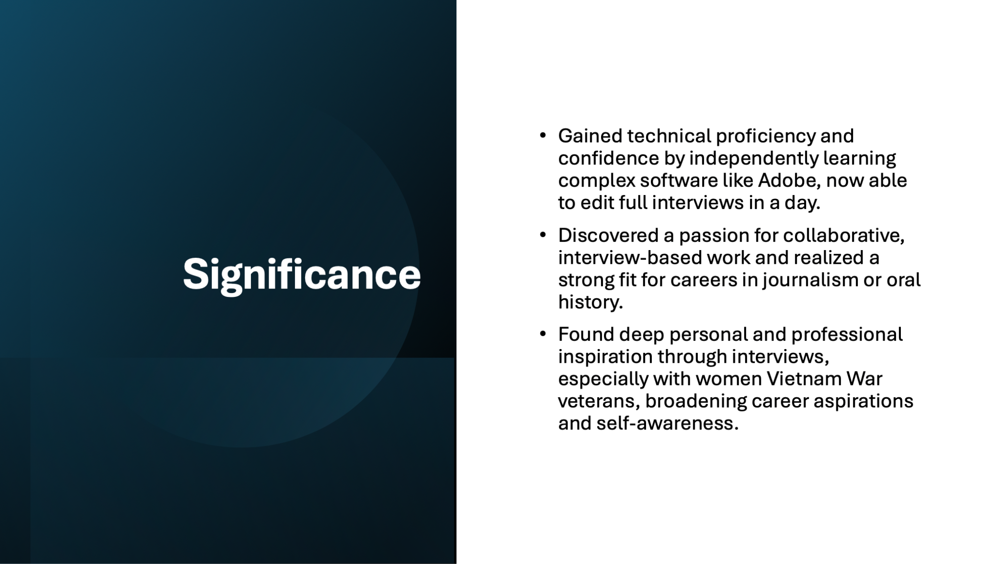 Significance
• Gained technical proficiency and
confidence by independently learning
complex software like Adobe, now able
to edit full interviews in a day.
• Discovered a passion for collaborative,
interview-based work and realized a
strong fit for careers in journalism or oral
history.
• Found deep personal and professional
inspiration through interviews,
especially with women Vietnam War
veterans, broadening career aspirations
and self-awareness.